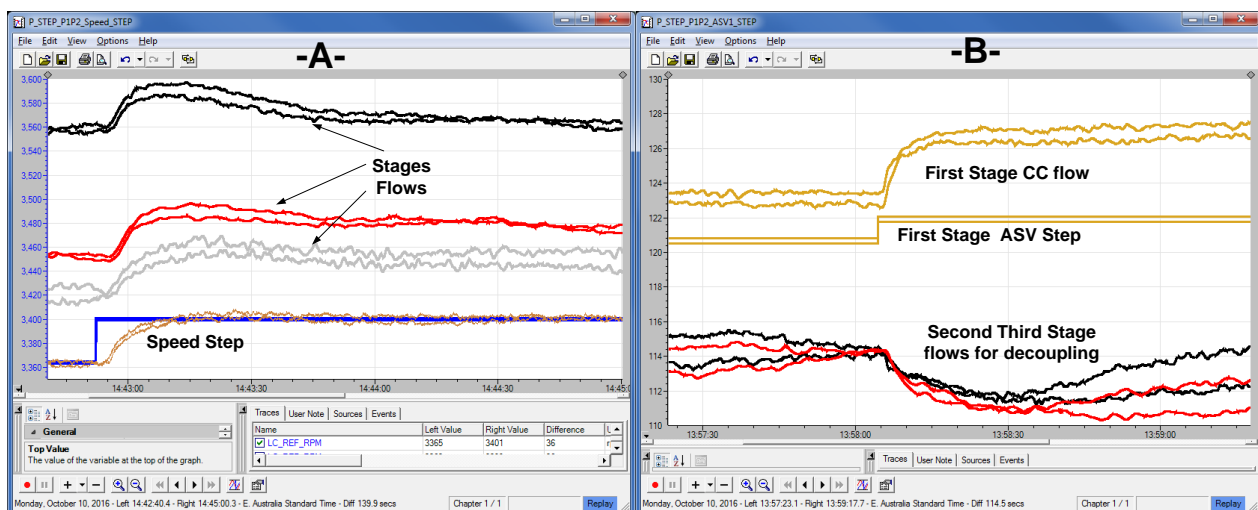 P_STEP_P1P2_Speed_STEP
File Edit View Options Help
-A-
3,600
3,580
3,560
3,540
3,520
3,500
3,480
3,460
3,440
3,420
3,400
3,380
3,360
Stages
Flows
Speed Step
14:43:00
14:43:30
14:44:00
14:44:30
14:45:0
General
Top Value
The value of the variable at the top of the graph.
Traces User Note Sources Events
Name Left Value Right Value Difference
LC_REF_RPM 3365 3401 36
Monday, October 10, 2016 - Left 14:42:40.4 - Right 14:45:00.3 - E. Australia Standard Time - Diff 139.9 secs
Chapter 1 / 1
Replay
P_STEP_P1P2_ASV1_STEP
File Edit View Options Help
-B-
130
128
126
124
122
120
118
116
114
112
110
First Stage CC flow
First Stage ASV Step
Second Third Stage
flows for decoupling
13:57:30
13:58:00
13:58:30
13:59:00
Traces User Note Sources Events
Monday, October 10, 2016 - Left 13:57:23.1 - Right 13:59:17.7 - E. Australia Standard Time - Diff 114.5 secs
Chapter 1 / 1
Replay